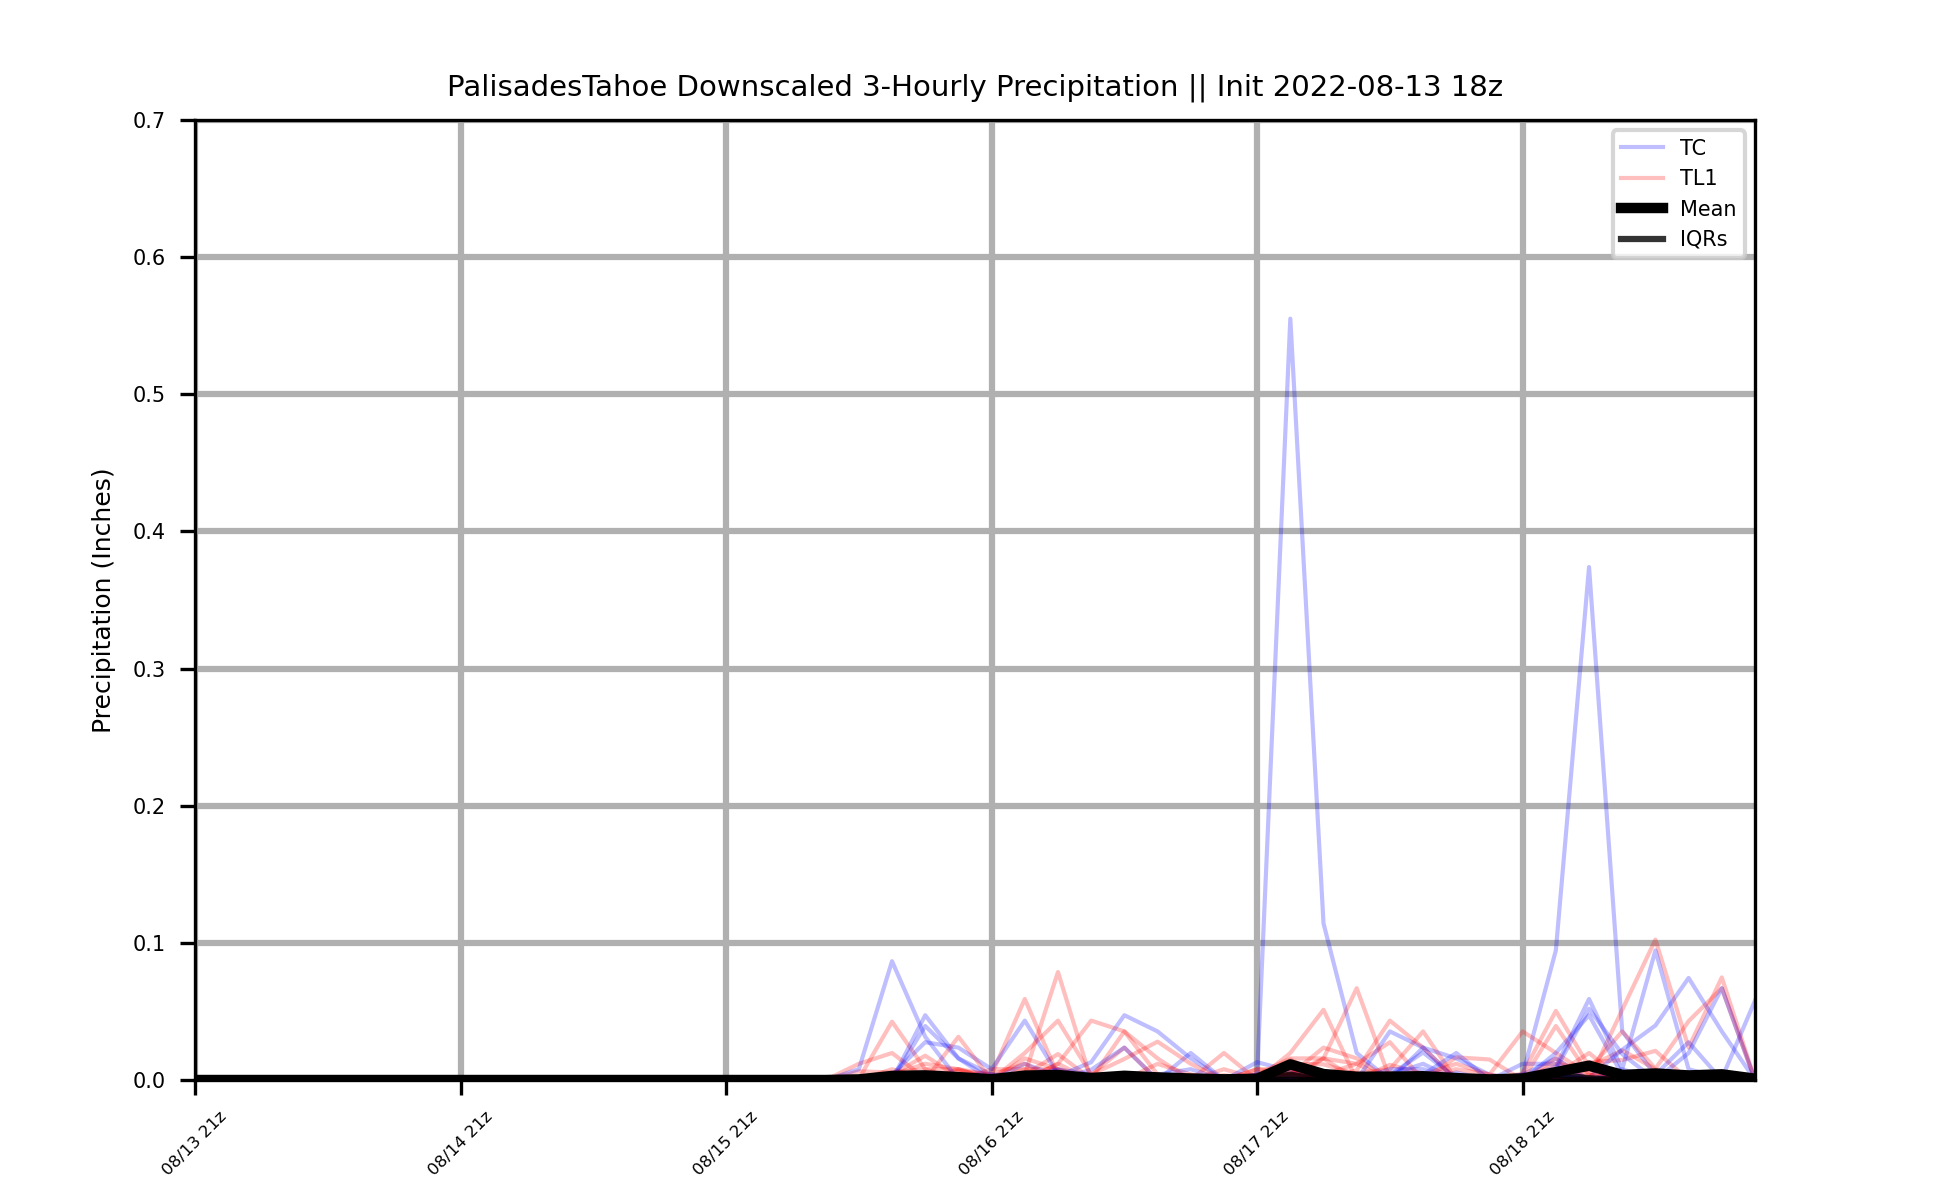 PalisadesTahoe Downscaled 3-Hourly Precipitation || Init 2022-08-13 18z
0.7
0.6
0.5
0.4
0.3
0.2
0.1
0.0
Precipitation (Inches)
TC
TL1
Mean
IQRs
08/13 21z
08/14 21z
08/15 21z
08/16 21z
08/17 21z
08/18 21z